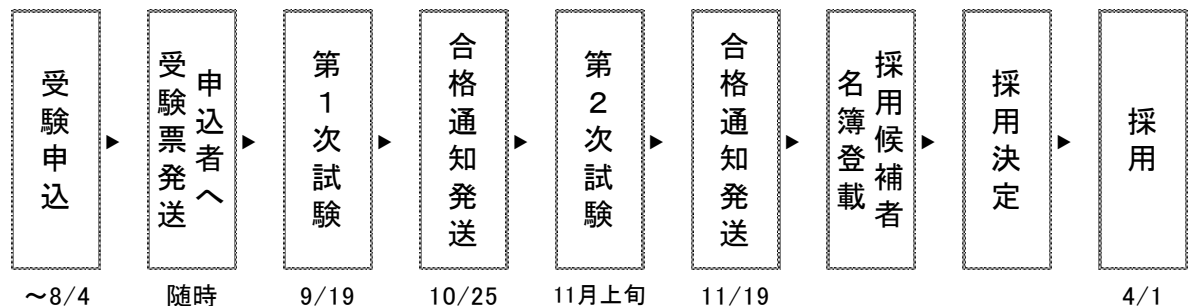 受験申込
申込者へ
受験票発送
第1次試験
合格通知発送
第2次試験
合格通知発送
採用候補者
名簿登載
採用決定
採用
～8/4
随時
9/19
10/25
11月上旬
11/19
4/1